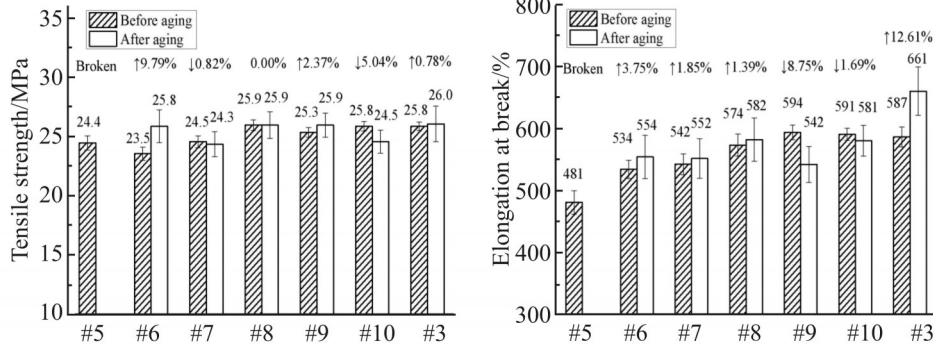 Tensile strength/MPa
40
35
30
25
20
15
10
Before aging
After aging
Broken ↑9.79% ↓0.82% 0.00% ↑2.37% ↓5.04% ↑0.78%
24.4 23.5 25.8 24.5 24.3 25.9 25.9 25.3 25.9 25.8 24.5 25.8 26.0
#5 #6 #7 #8 #9 #10 #3
Elongation at break/%
800
700
600
500
400
300
Before aging
After aging
↑12.61%
Broken ↑3.75% ↑1.85% ↑1.39% ↓8.75% ↓1.69% 661
481 534 554 542 552 574 582 594 542 591 581 587
#5 #6 #7 #8 #9 #10 #3